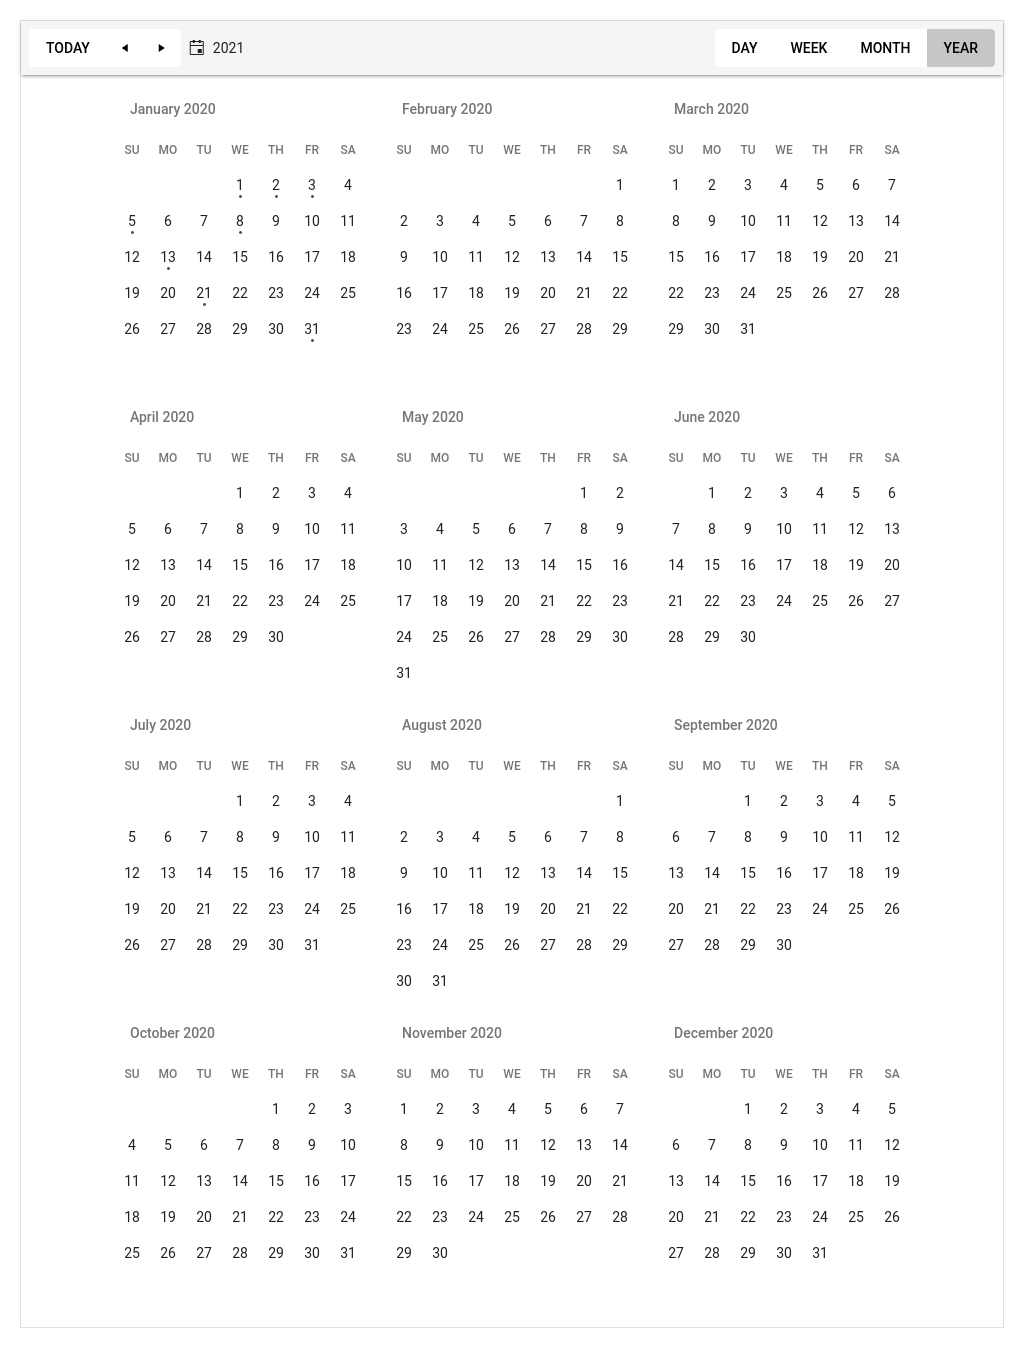 TODAY 2021 DAY WEEK MONTH YEAR
January 2020 February 2020 March 2020
SU MO TU WE TH FR SA SU MO TU WE TH FR SA SU MO TU WE TH FR SA
1 2 3 4 1 1 2 3 4 5 6 7
5 6 7 8 9 10 11 2 3 4 5 6 7 8 8 9 10 11 12 13 14
12 13 14 15 16 17 18 9 10 11 12 13 14 15 15 16 17 18 19 20 21
19 20 21 22 23 24 25 16 17 18 19 20 21 22 22 23 24 25 26 27 28
26 27 28 29 30 31 23 24 25 26 27 28 29 29 30 31
April 2020 May 2020 June 2020
SU MO TU WE TH FR SA SU MO TU WE TH FR SA SU MO TU WE TH FR SA
1 2 3 4 1 2 1 2 3 4 5 6
5 6 7 8 9 10 11 3 4 5 6 7 8 9 7 8 9 10 11 12 13
12 13 14 15 16 17 18 10 11 12 13 14 15 16 14 15 16 17 18 19 20
19 20 21 22 23 24 25 17 18 19 20 21 22 23 21 22 23 24 25 26 27
26 27 28 29 30 24 25 26 27 28 29 30 28 29 30
31
July 2020 August 2020 September 2020
SU MO TU WE TH FR SA SU MO TU WE TH FR SA SU MO TU WE TH FR SA
1 2 3 4 1 1 2 3 4 5
5 6 7 8 9 10 11 2 3 4 5 6 7 8 6 7 8 9 10 11 12
12 13 14 15 16 17 18 9 10 11 12 13 14 15 13 14 15 16 17 18 19
19 20 21 22 23 24 25 16 17 18 19 20 21 22 20 21 22 23 24 25 26
26 27 28 29 30 31 23 24 25 26 27 28 29 27 28 29 30
30 31
October 2020 November 2020 December 2020
SU MO TU WE TH FR SA SU MO TU WE TH FR SA SU MO TU WE TH FR SA
1 2 3 1 2 3 4 5 6 7 1 2 3 4 5
4 5 6 7 8 9 10 8 9 10 11 12 13 14 6 7 8 9 10 11 12
11 12 13 14 15 16 17 15 16 17 18 19 20 21 13 14 15 16 17 18 19
18 19 20 21 22 23 24 22 23 24 25 26 27 28 20 21 22 23 24 25 26
25 26 27 28 29 30 31 29 30 27 28 29 30 31